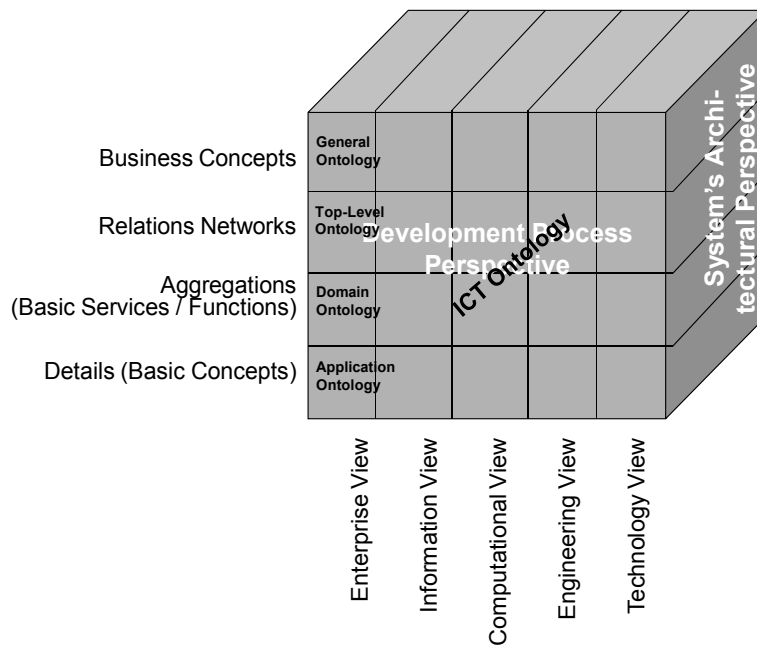 Business Concepts
General
Ontology
Relations Networks
Top-Level
Ontology
Development Process
Perspective
ICT Ontology
Aggregations
(Basic Services / Functions)
Domain
Ontology
Details (Basic Concepts)
Application
Ontology
System's Archi-
tectural Perspective
Enterprise View
Information View
Computational View
Engineering View
Technology View